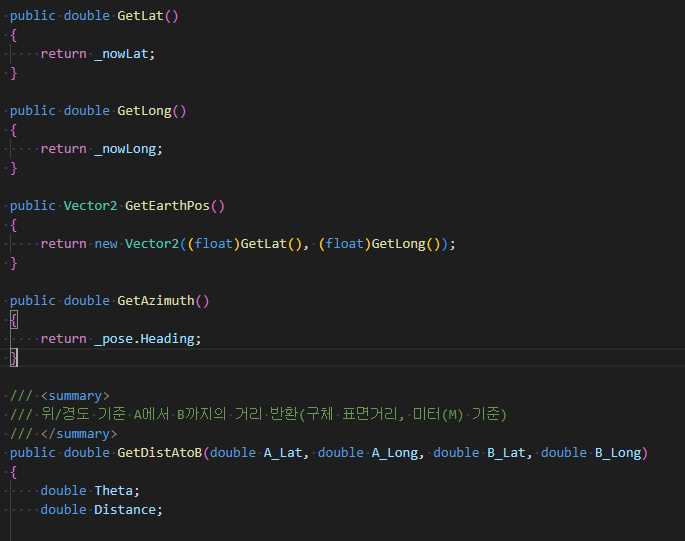 public double GetLat()
{
    return _nowLat;
}

public double GetLong()
{
    return _nowLong;
}

public Vector2 GetEarthPos()
{
    return new Vector2((float)GetLat(), (float)GetLong());
}

public double GetAzimuth()
{
    return _pose.Heading;
}

/// <summary>
/// 위/경도 기준 A에서 B까지의 거리 반환(구체 표면거리, 미터(M) 기준)
/// </summary>
public double GetDistAtoB(double A_Lat, double A_Long, double B_Lat, double B_Long)
{
    double Theta;
    double Distance;